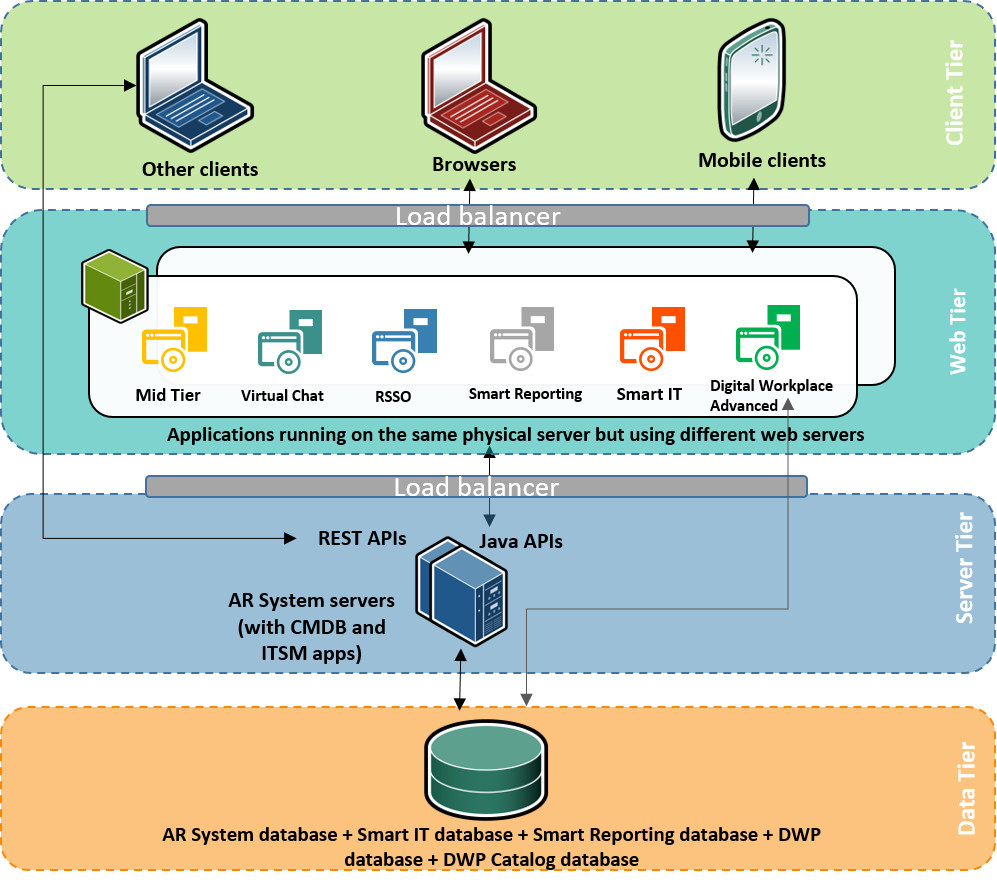 Client Tier
Other clients
Browsers
Mobile clients
Load balancer
Web Tier
Mid Tier
Virtual Chat
RSSO
Smart Reporting
Smart IT
Digital Workplace
Advanced
Applications running on the same physical server but using different web servers
Load balancer
Server Tier
REST APIs
Java APIs
AR System servers
(with CMDB and
ITSM apps)
Data Tier
AR System database + Smart IT database + Smart Reporting database + DWP
database + DWP Catalog database